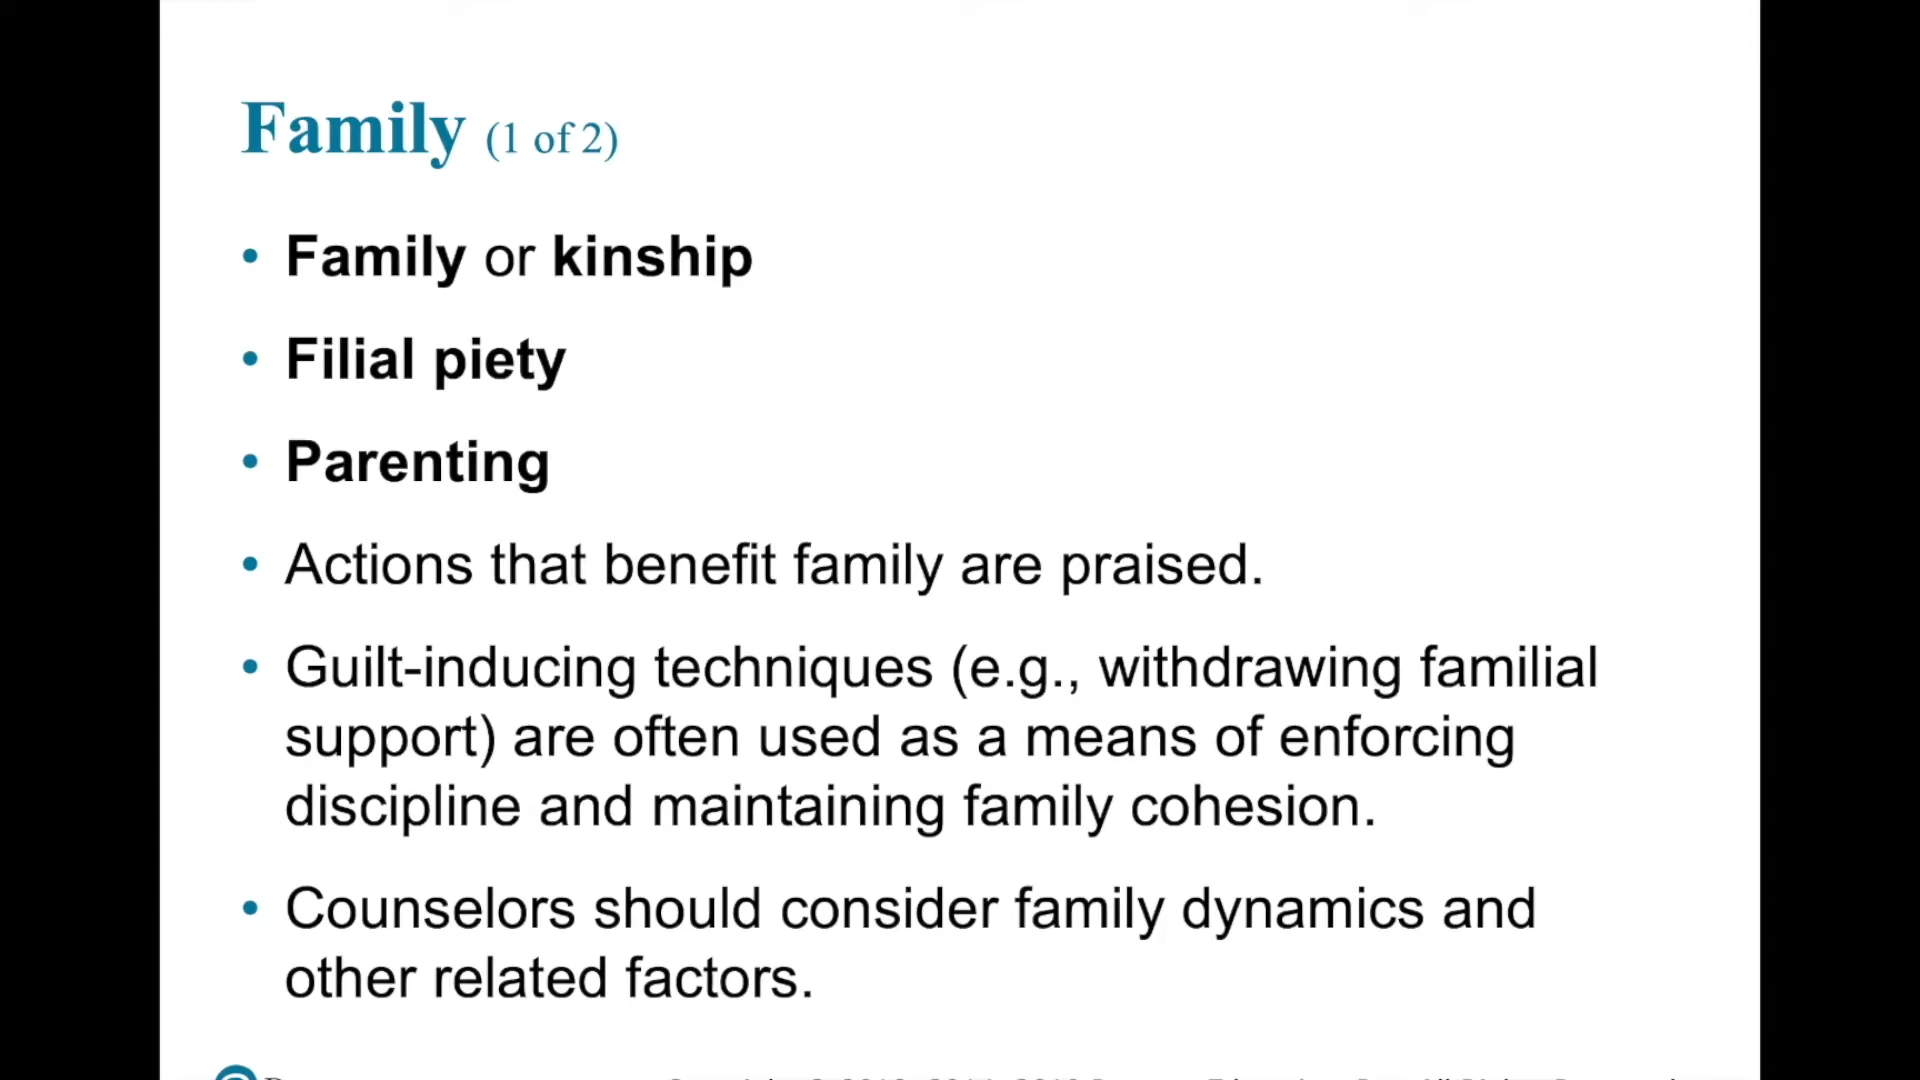 Family (1 of 2)
• Family or kinship
• Filial piety
• Parenting
• Actions that benefit family are praised.
• Guilt-inducing techniques (e.g., withdrawing familial
support) are often used as a means of enforcing
discipline and maintaining family cohesion.
• Counselors should consider family dynamics and
other related factors.